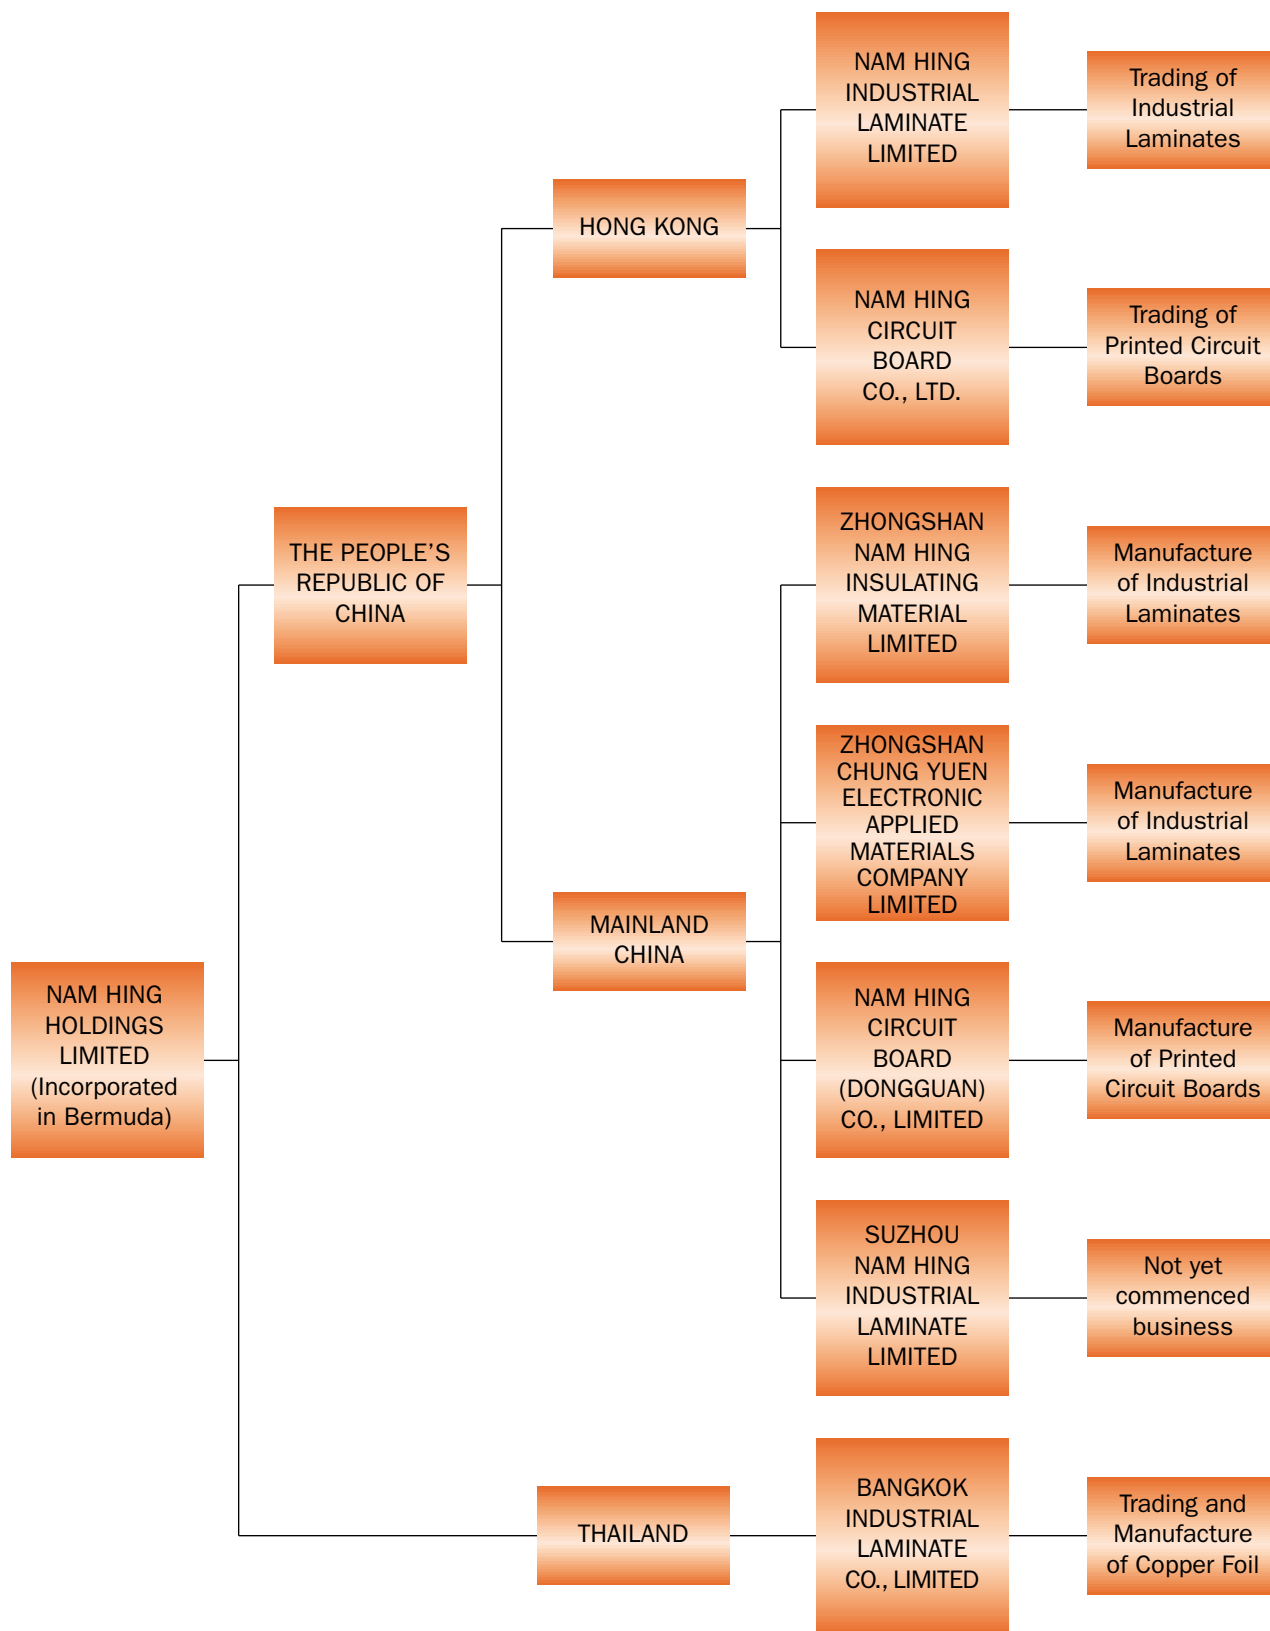 NAM HING
HOLDINGS
LIMITED
(Incorporated
in Bermuda)
THE PEOPLE'S
REPUBLIC OF
CHINA
HONG KONG
NAM HING
INDUSTRIAL
LAMINATE
LIMITED
Trading of
Industrial
Laminates
NAM HING
CIRCUIT
BOARD
CO., LTD.
Trading of
Printed Circuit
Boards
MAINLAND
CHINA
ZHONGSHAN
NAM HING
INSULATING
MATERIAL
LIMITED
Manufacture
of Industrial
Laminates
ZHONGSHAN
CHUNG YUEN
ELECTRONIC
APPLIED
MATERIALS
COMPANY
LIMITED
Manufacture
of Industrial
Laminates
NAM HING
CIRCUIT
BOARD
(DONGGUAN)
CO., LIMITED
Manufacture
of Printed
Circuit Boards
SUZHOU
NAM HING
INDUSTRIAL
LAMINATE
LIMITED
Not yet
commenced
business
THAILAND
BANGKOK
INDUSTRIAL
LAMINATE
CO., LIMITED
Trading and
Manufacture
of Copper Foil